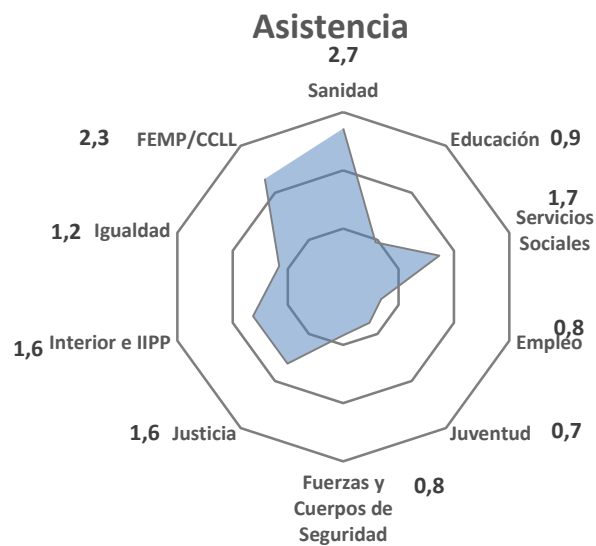 Asistencia
2,7
Sanidad
2,3 FEMP/CCLL
Educación 0,9
1,7
1,2 Igualdad
Servicios
Sociales
0,8
1,6 Interior e IIPP
Empleo
1,6 Justicia
Juventud 0,7
Fuerzas y 0,8
Cuerpos de
Seguridad